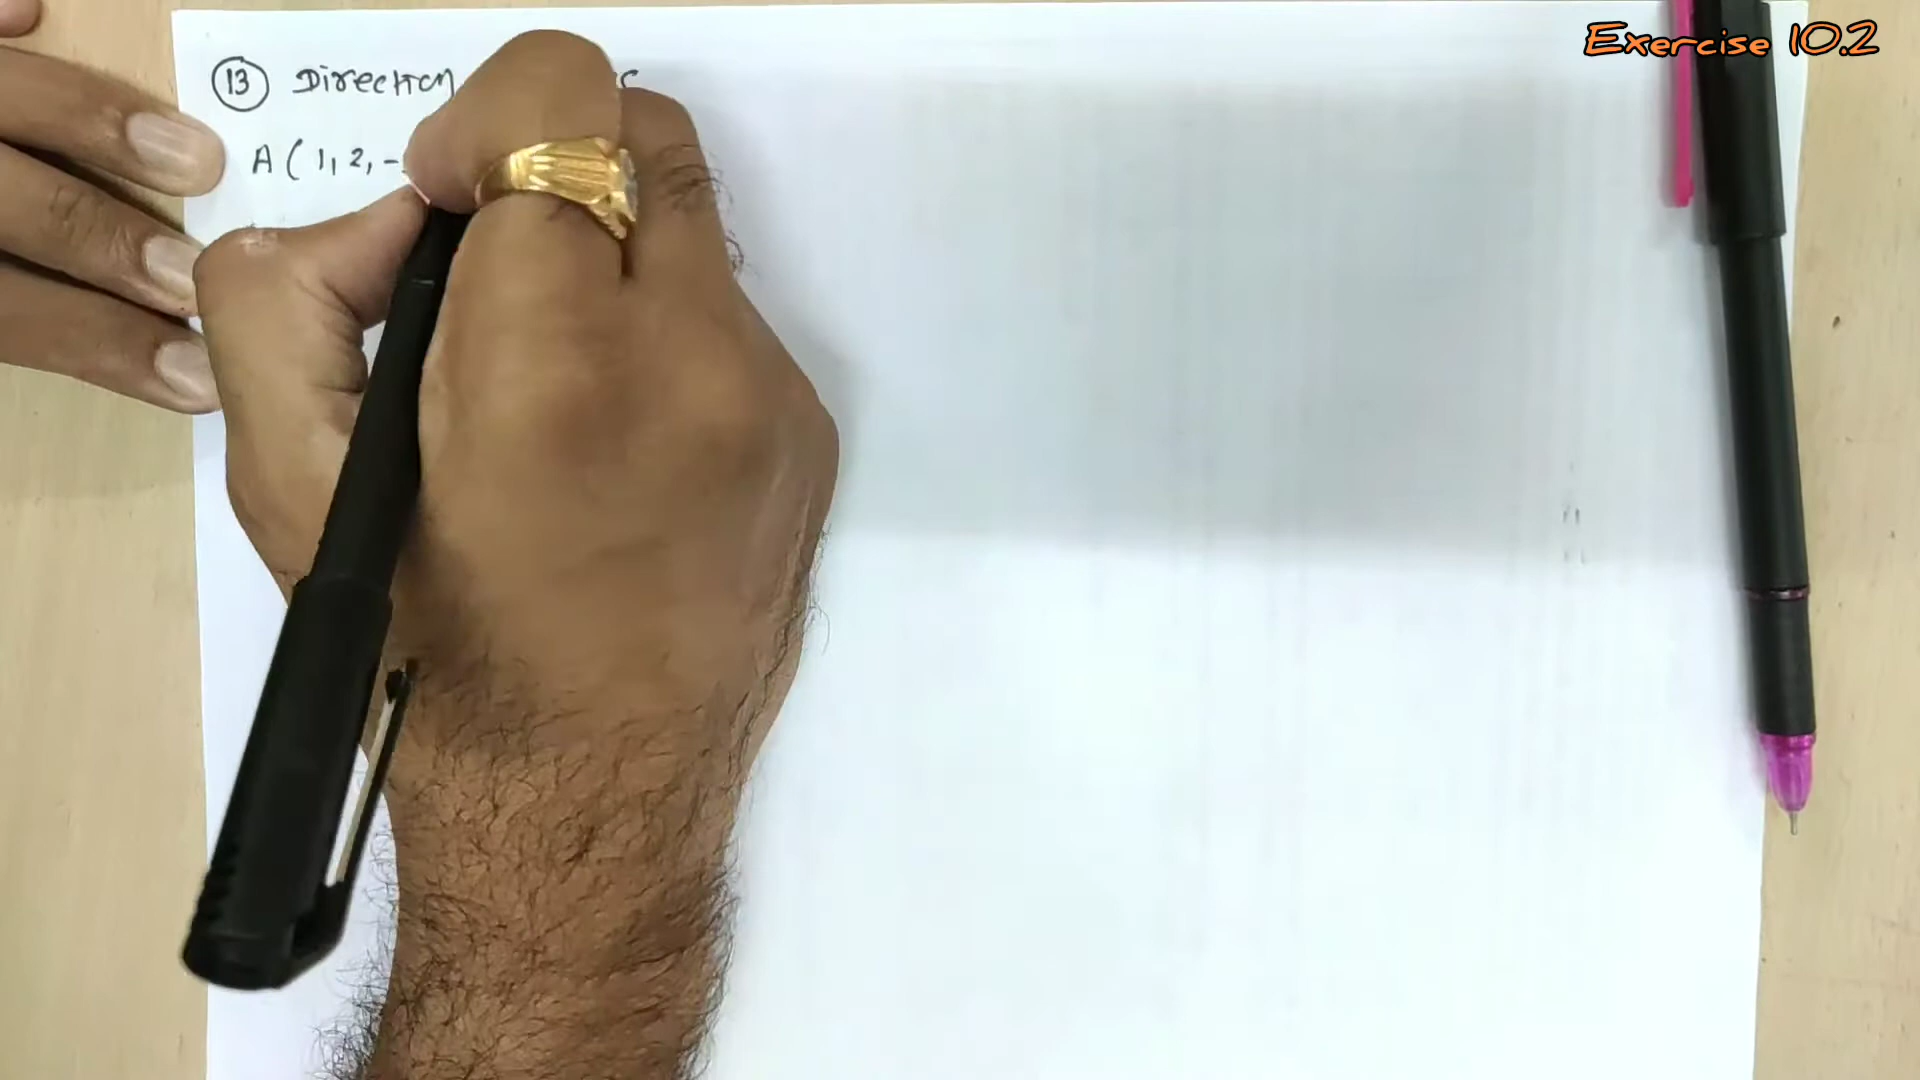 Exercise 10.2
13 Direction
A ( 1, 2, -